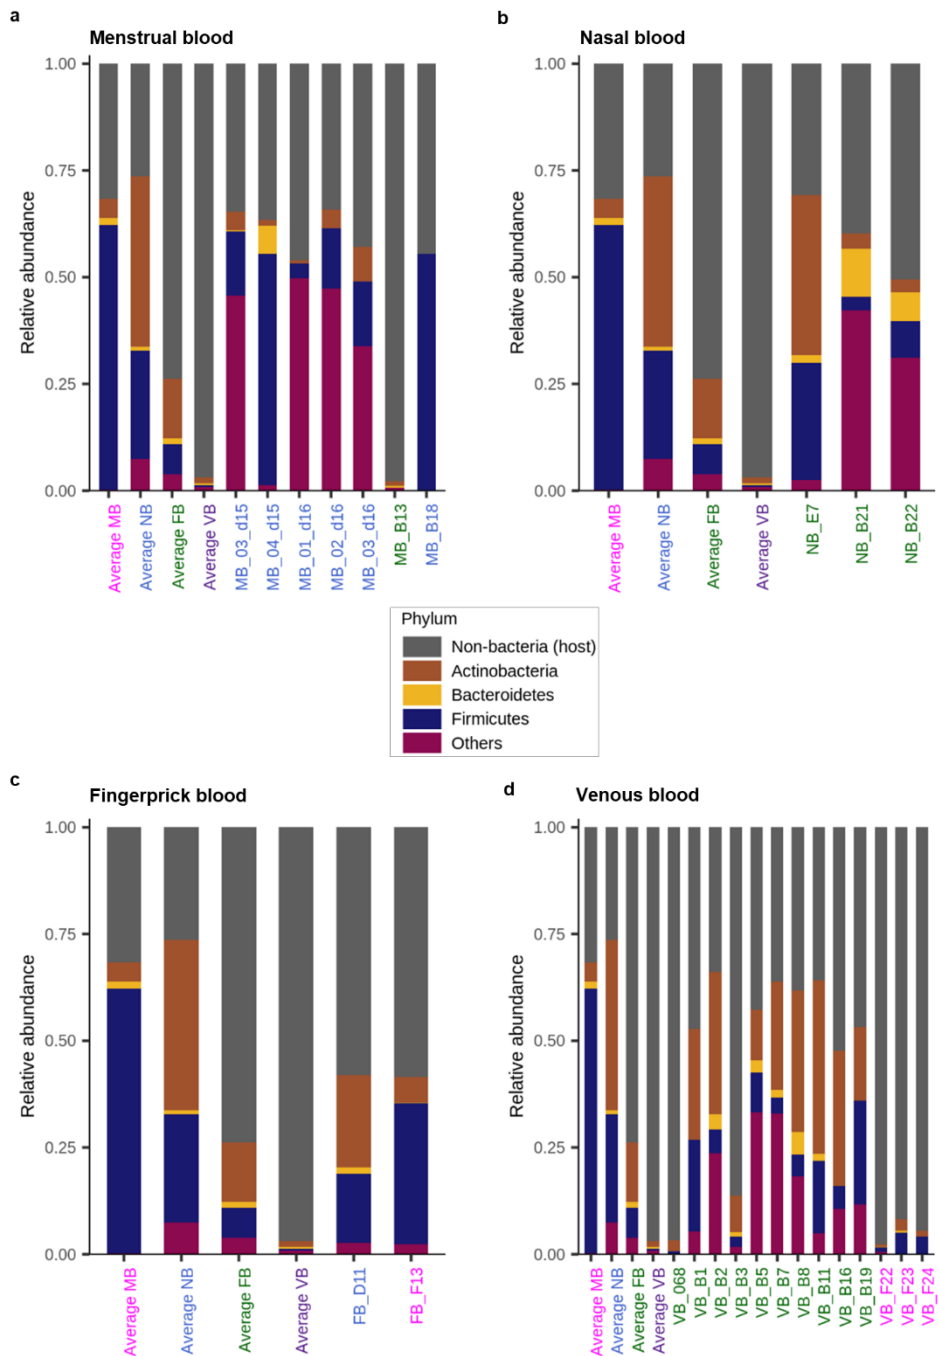 a
Menstrual blood
Relative abundance
1.00
0.75
0.50
0.25
0.00
Average MB
Average NB
Average FB
Average VB
MB_03_d15
MB_04_d15
MB_01_d16
MB_02_d16
MB_03_d16
MB_B13
MB_B18
b
Nasal blood
Relative abundance
1.00
0.75
0.50
0.25
0.00
Average MB
Average NB
Average FB
Average VB
NB_E7
NB_B21
NB_B22
Phylum
Non-bacteria (host)
Actinobacteria
Bacteroidetes
Firmicutes
Others
c
Fingerprick blood
Relative abundance
1.00
0.75
0.50
0.25
0.00
Average MB
Average NB
Average FB
Average VB
FB_D11
FB_F13
d
Venous blood
Relative abundance
1.00
0.75
0.50
0.25
0.00
Average MB
Average NB
Average FB
Average VB
VB_068
VB_B1
VB_B2
VB_B3
VB_B5
VB_B7
VB_B8
VB_B11
VB_B16
VB_B19
VB_F22
VB_F23
VB_F24